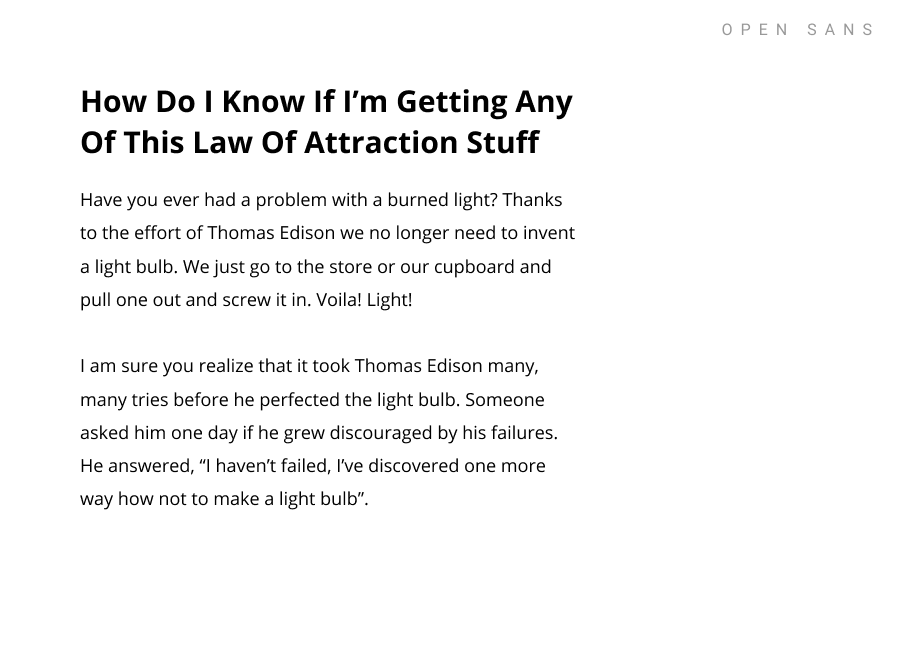 OPEN SANS
How Do I Know If I’m Getting Any
Of This Law Of Attraction Stuff
Have you ever had a problem with a burned light? Thanks
to the effort of Thomas Edison we no longer need to invent
a light bulb. We just go to the store or our cupboard and
pull one out and screw it in. Voila! Light!
I am sure you realize that it took Thomas Edison many,
many tries before he perfected the light bulb. Someone
asked him one day if he grew discouraged by his failures.
He answered, “I haven’t failed, I’ve discovered one more
way how not to make a light bulb”.